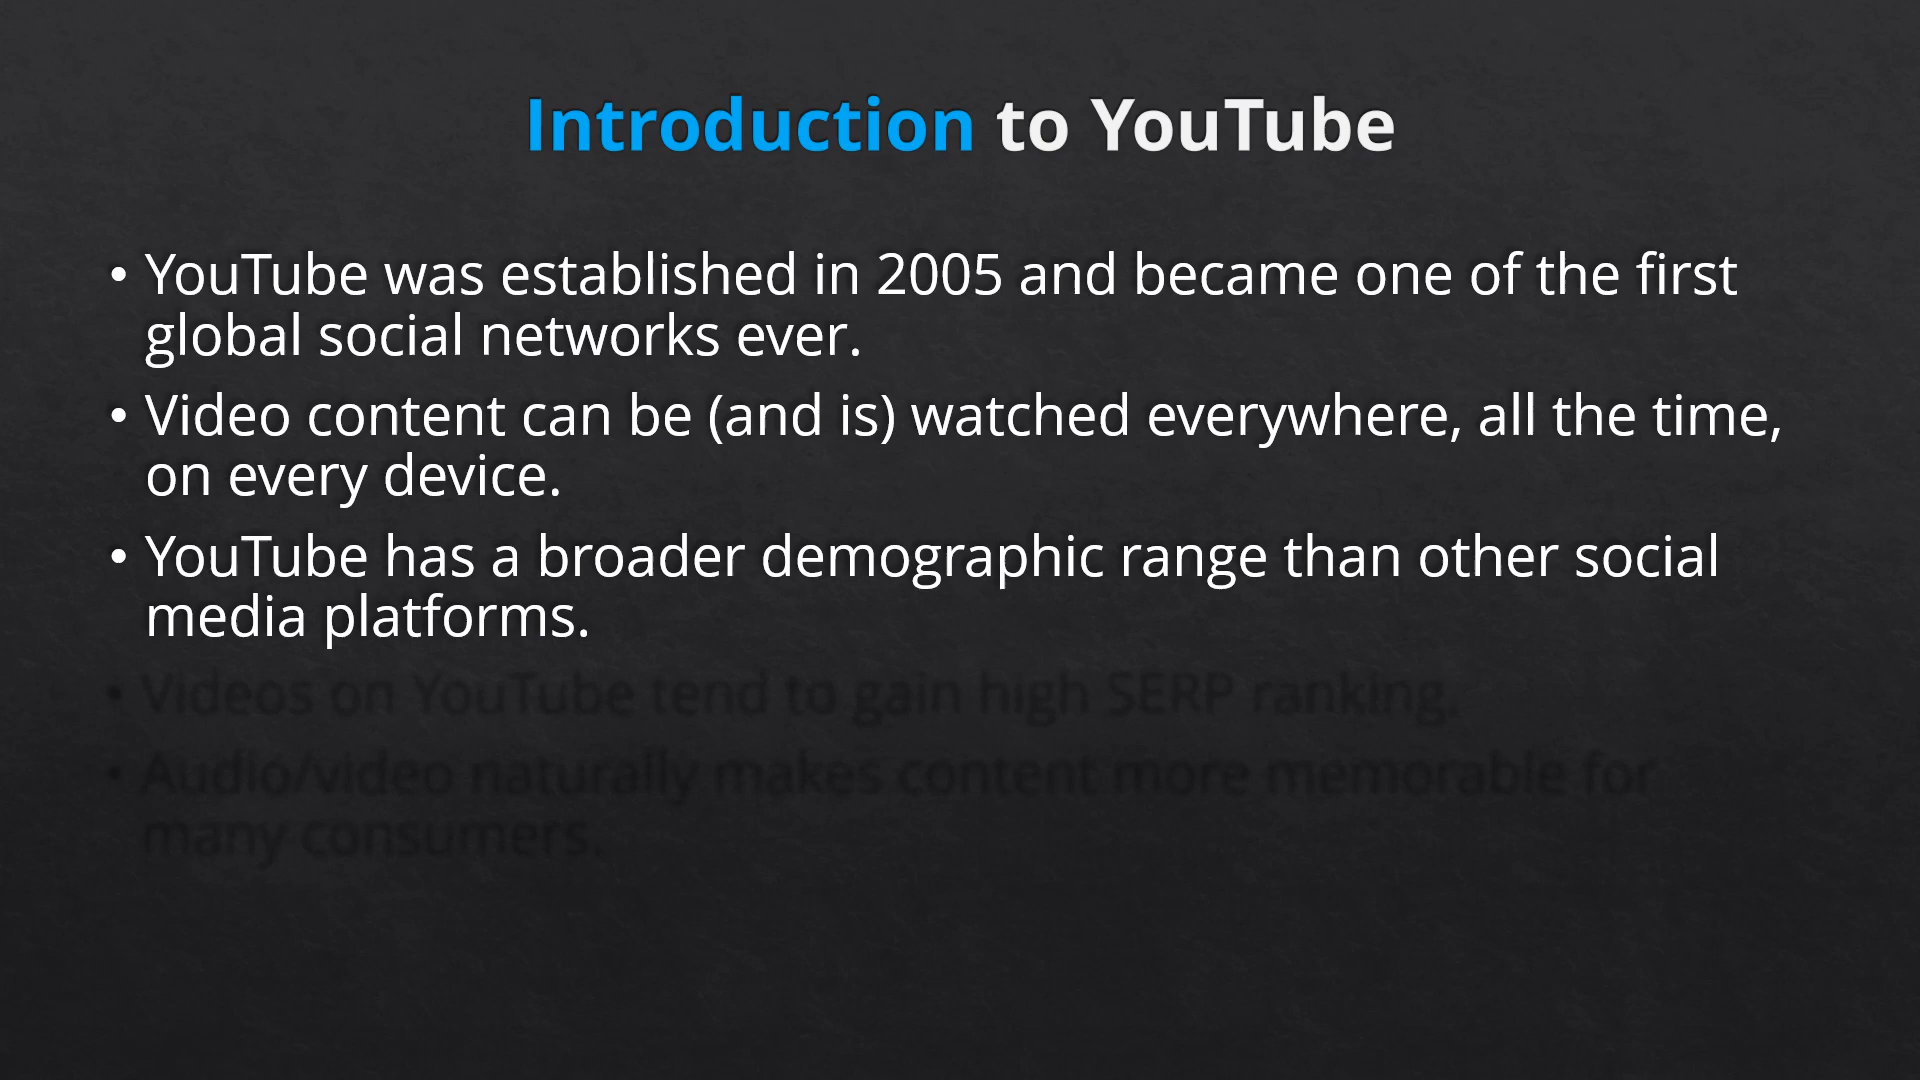 Introduction to YouTube
• YouTube was established in 2005 and became one of the first
global social networks ever.
• Video content can be (and is) watched everywhere, all the time,
on every device.
• YouTube has a broader demographic range than other social
media platforms.
• Videos on YouTube tend to gain high SERP ranking.
• Audio/video naturally makes content more memorable for
many consumers.